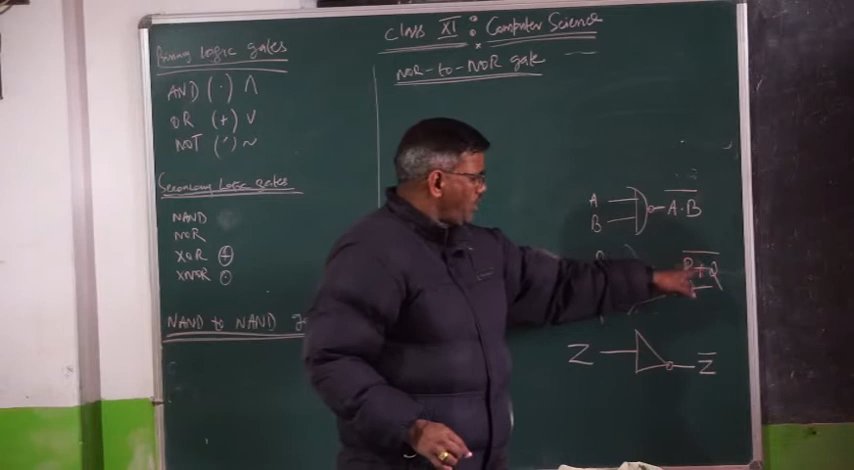 Class XI : Computer Science
NOR-to-NOR gate
Primary Logic gates
AND (·) ∧
OR (+) ∨
NOT (') ~
Secondary Logic gates
NAND
NOR
XOR ⊕
XNOR ⊙
NAND to NAND
A
B
A·B
P+Q
Z
Z̅